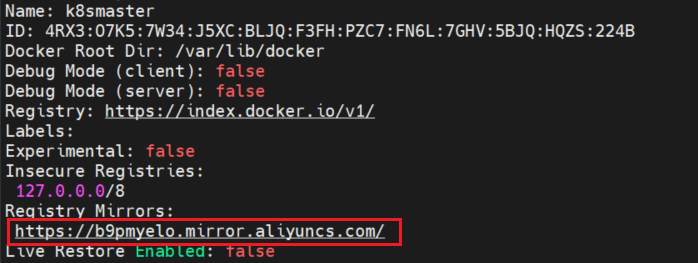 Name: k8smaster
ID: 4RX3:O7K5:7W34:J5XC:BLJQ:F3FH:PZC7:FN6L:7GHV:5BJQ:HQZS:224B
Docker Root Dir: /var/lib/docker
Debug Mode (client): false
Debug Mode (server): false
Registry: https://index.docker.io/v1/
Labels:
Experimental: false
Insecure Registries:
127.0.0.0/8
Registry Mirrors:
https://b9pmyelo.mirror.aliyuncs.com/
Live Restore Enabled: false